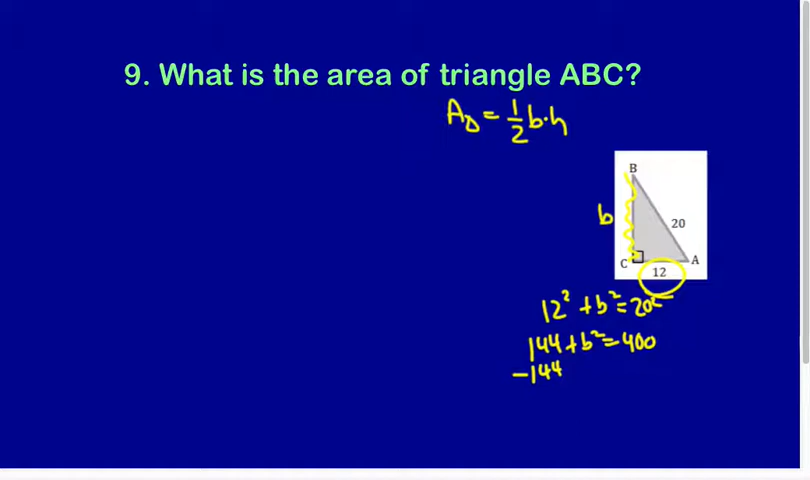 9. What is the area of triangle ABC?
A△ = 1/2 b·h
B
b
20
C
A
12
12² + b² = 20²
144 + b² = 400
-144